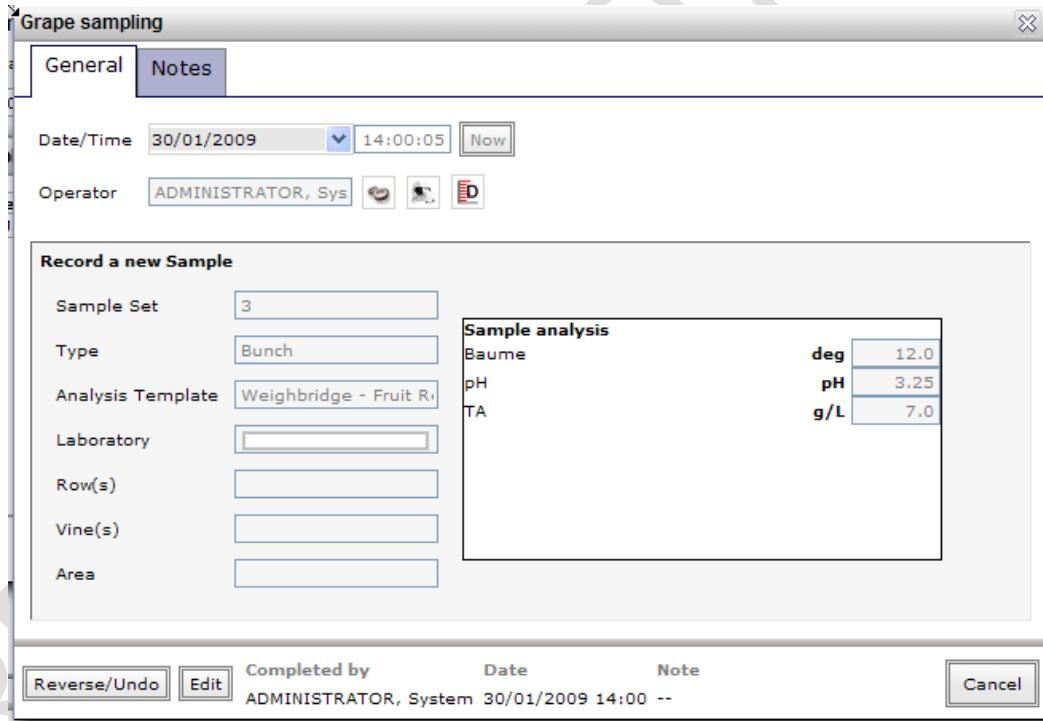 Grape sampling
General Notes
Date/Time 30/01/2009 14:00:05 Now
Operator ADMINISTRATOR, Sys D
Record a new Sample
Sample Set 3
Type Bunch
Analysis Template Weighbridge - Fruit R
Laboratory
Row(s)
Vine(s)
Area
Sample analysis
Baume deg 12.0
pH pH 3.25
TA g/L 7.0
Reverse/Undo Edit Completed by Date Note Cancel
ADMINISTRATOR, System 30/01/2009 14:00 --